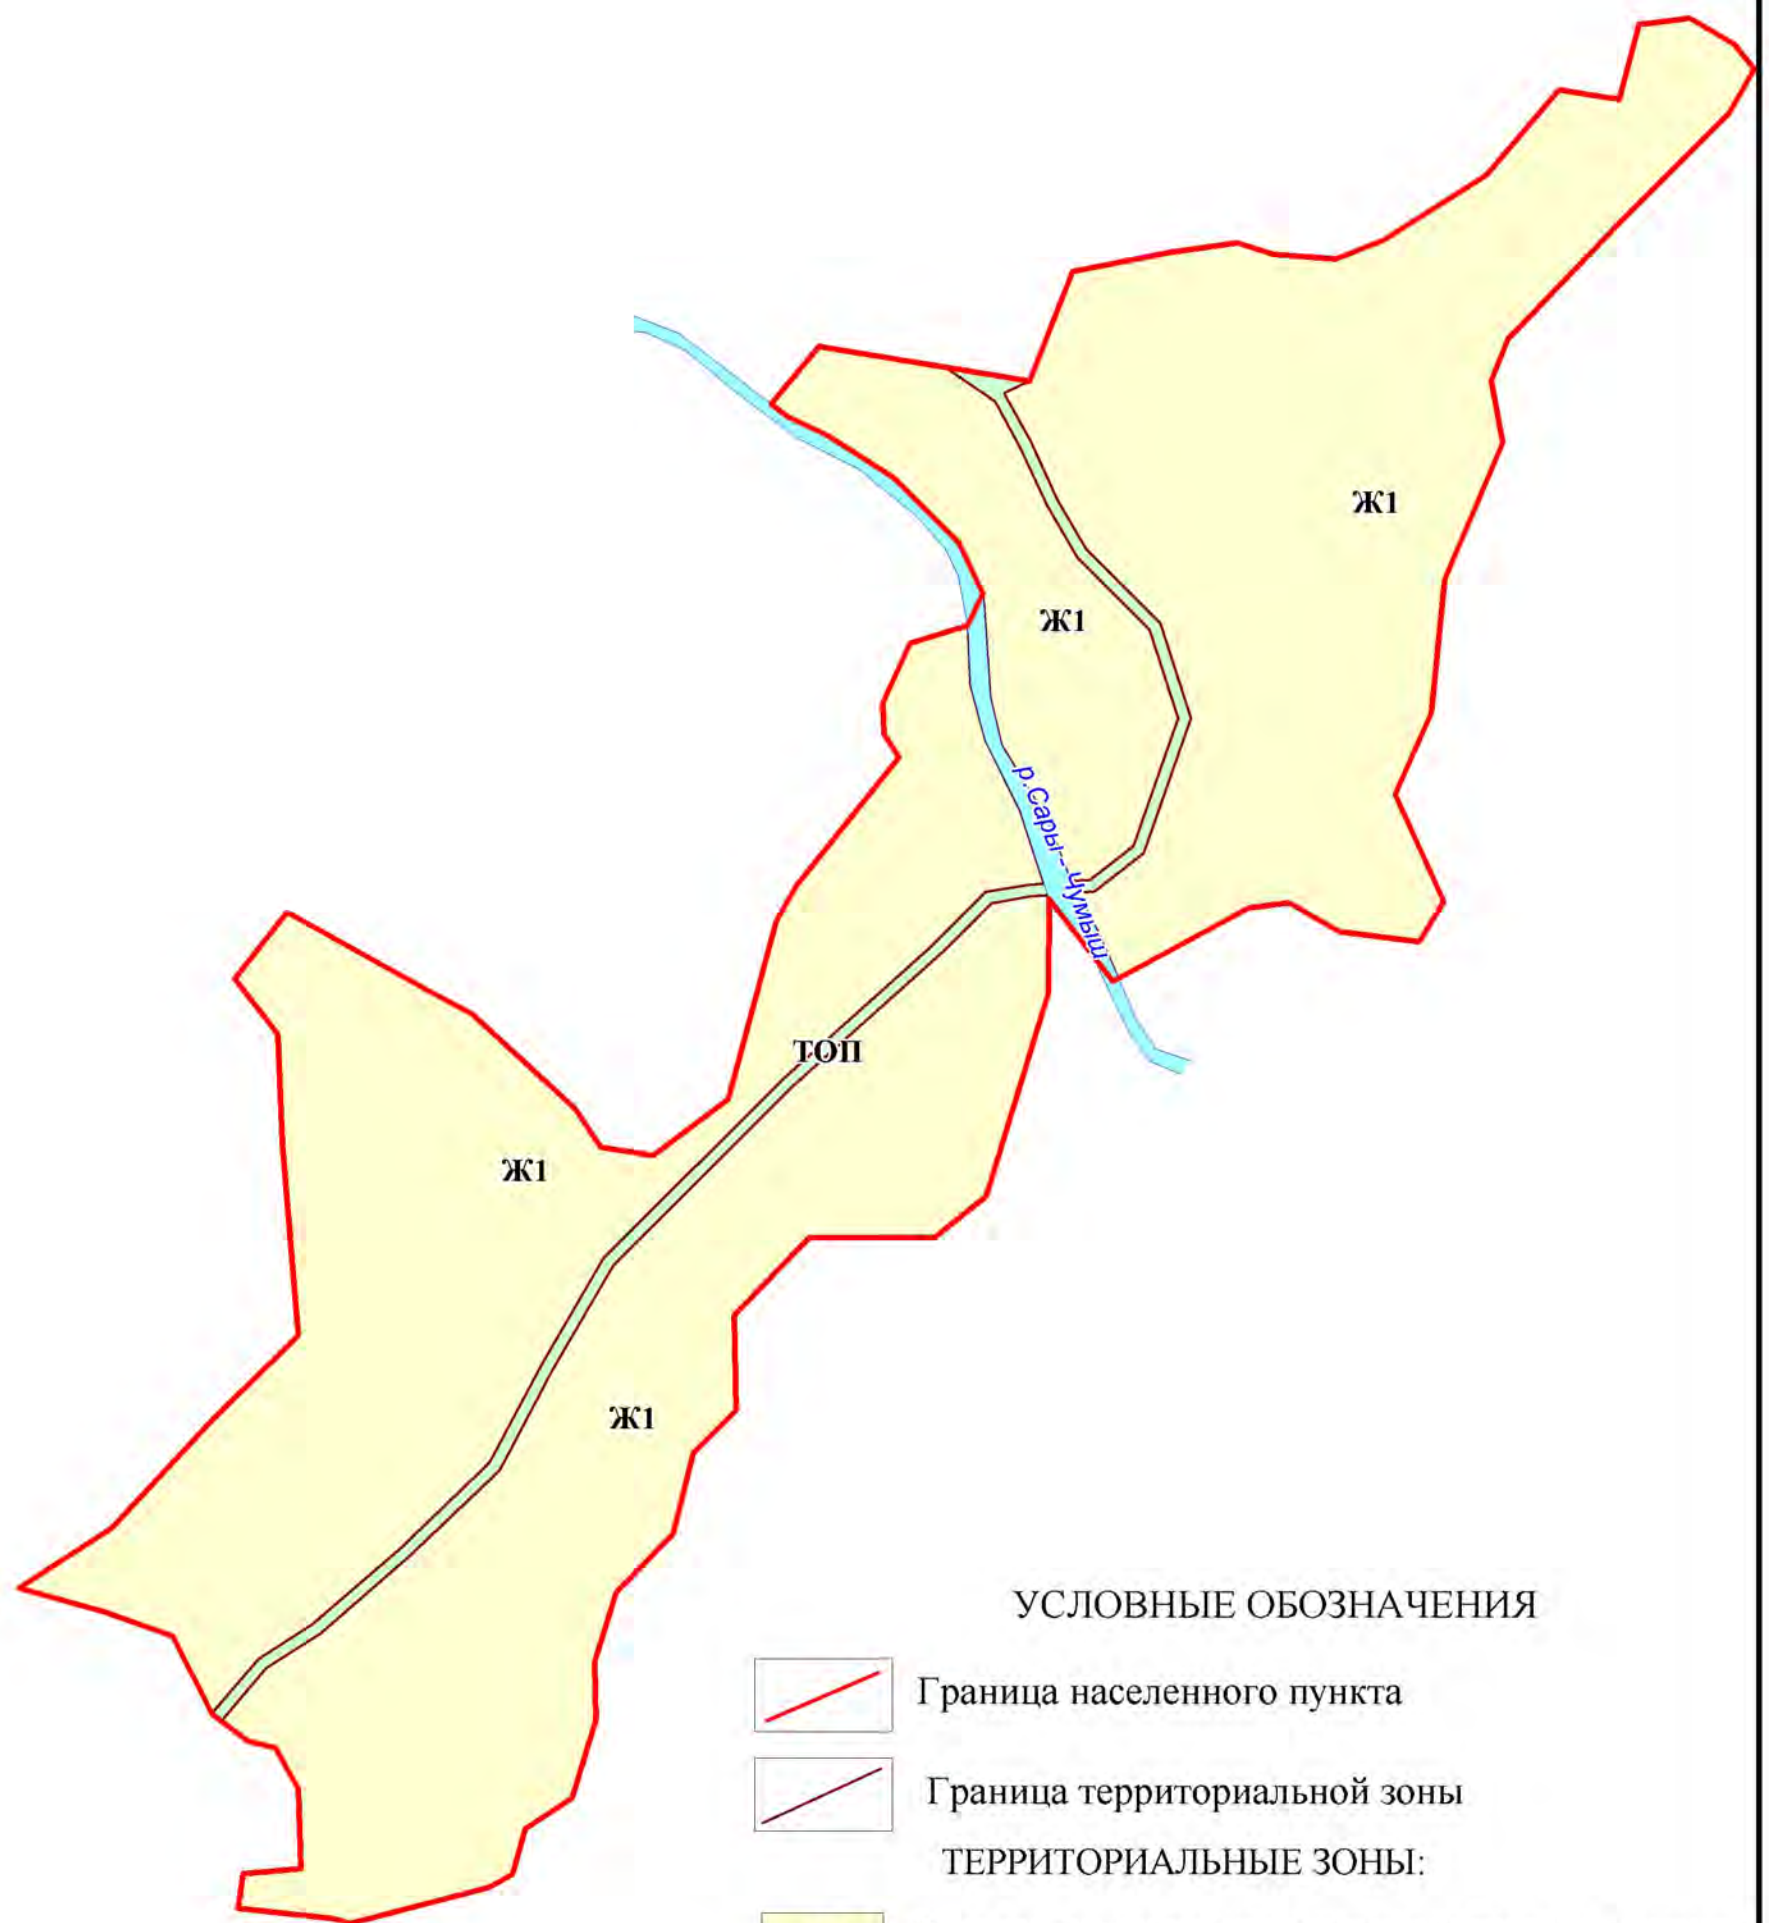 Ж1
Ж1
р.Сары--Чумыш
ТОП
Ж1
Ж1
УСЛОВНЫЕ ОБОЗНАЧЕНИЯ
Граница населенного пункта
Граница территориальной зоны
ТЕРРИТОРИАЛЬНЫЕ ЗОНЫ: